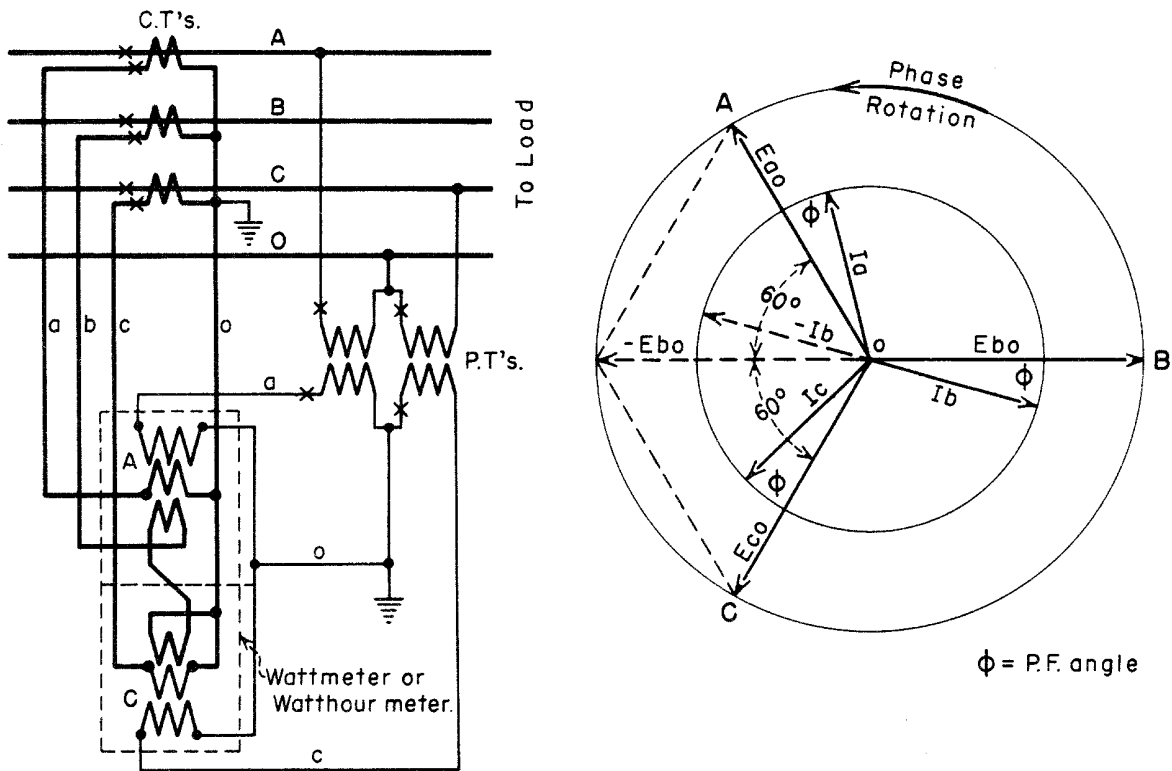 C.T's.
A
B
C
O
To Load
a
b
c
o
P.T's.
a
A
o
C
Wattmeter or
Watthour meter.
c
Phase
Rotation
A
Eao
ϕ
Ia
60°
-Ib
-Ebo
o
Ebo
B
ϕ
Ib
60°
Ic
ϕ
Eco
C
ϕ = P.F. angle